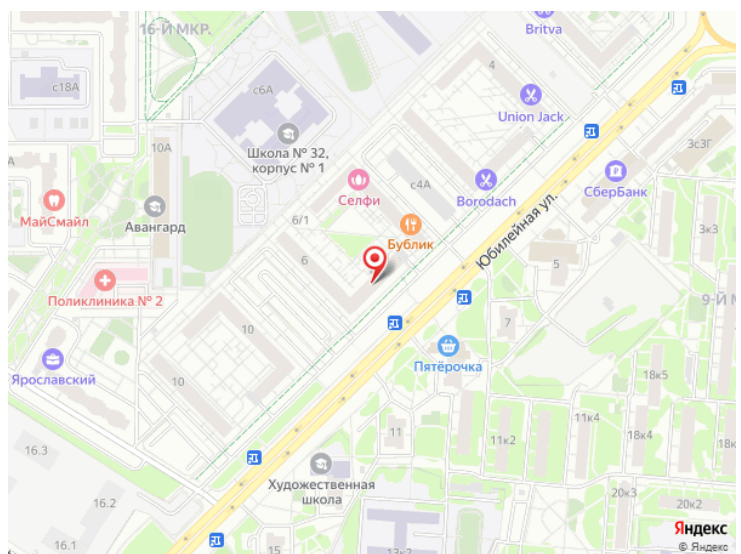 16-Й МКР.
Britva
4
с18А
с6А
Union Jack
10А
Школа № 32,
корпус № 1
3с3Г
СберБанк
МайСмайл
Селфи
с4А
Borodach
Авангард
6/1
Бублик
Юбилейная ул.
3к3
6
5
Поликлиника № 2
9-Й М
10
7
Ярославский
Пятёрочка
10
18к5
11к4
16.3
11
11к2
18к4
Художественная
школа
16.2
20к3
20к2
16.1
15
13к2
Яндекс
© Яндекс